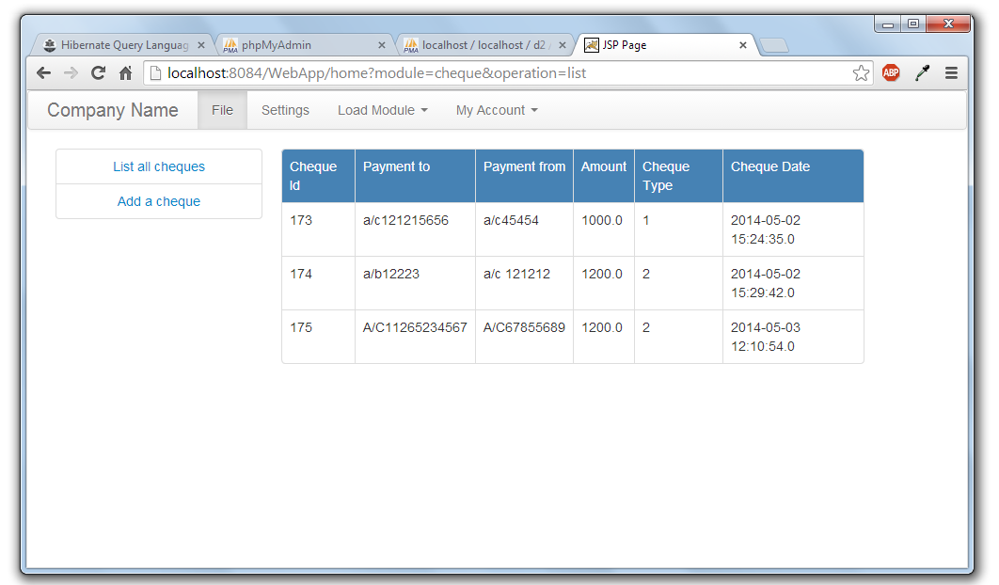 Hibernate Query Languag
phpMyAdmin
localhost / localhost / d2 /
JSP Page
localhost:8084/WebApp/home?module=cheque&operation=list
ABP
Company Name File Settings Load Module My Account
List all cheques
Add a cheque
Cheque Id Payment to Payment from Amount Cheque Type Cheque Date
173 a/c121215656 a/c45454 1000.0 1 2014-05-02 15:24:35.0
174 a/b12223 a/c 121212 1200.0 2 2014-05-02 15:29:42.0
175 A/C11265234567 A/C67855689 1200.0 2 2014-05-03 12:10:54.0